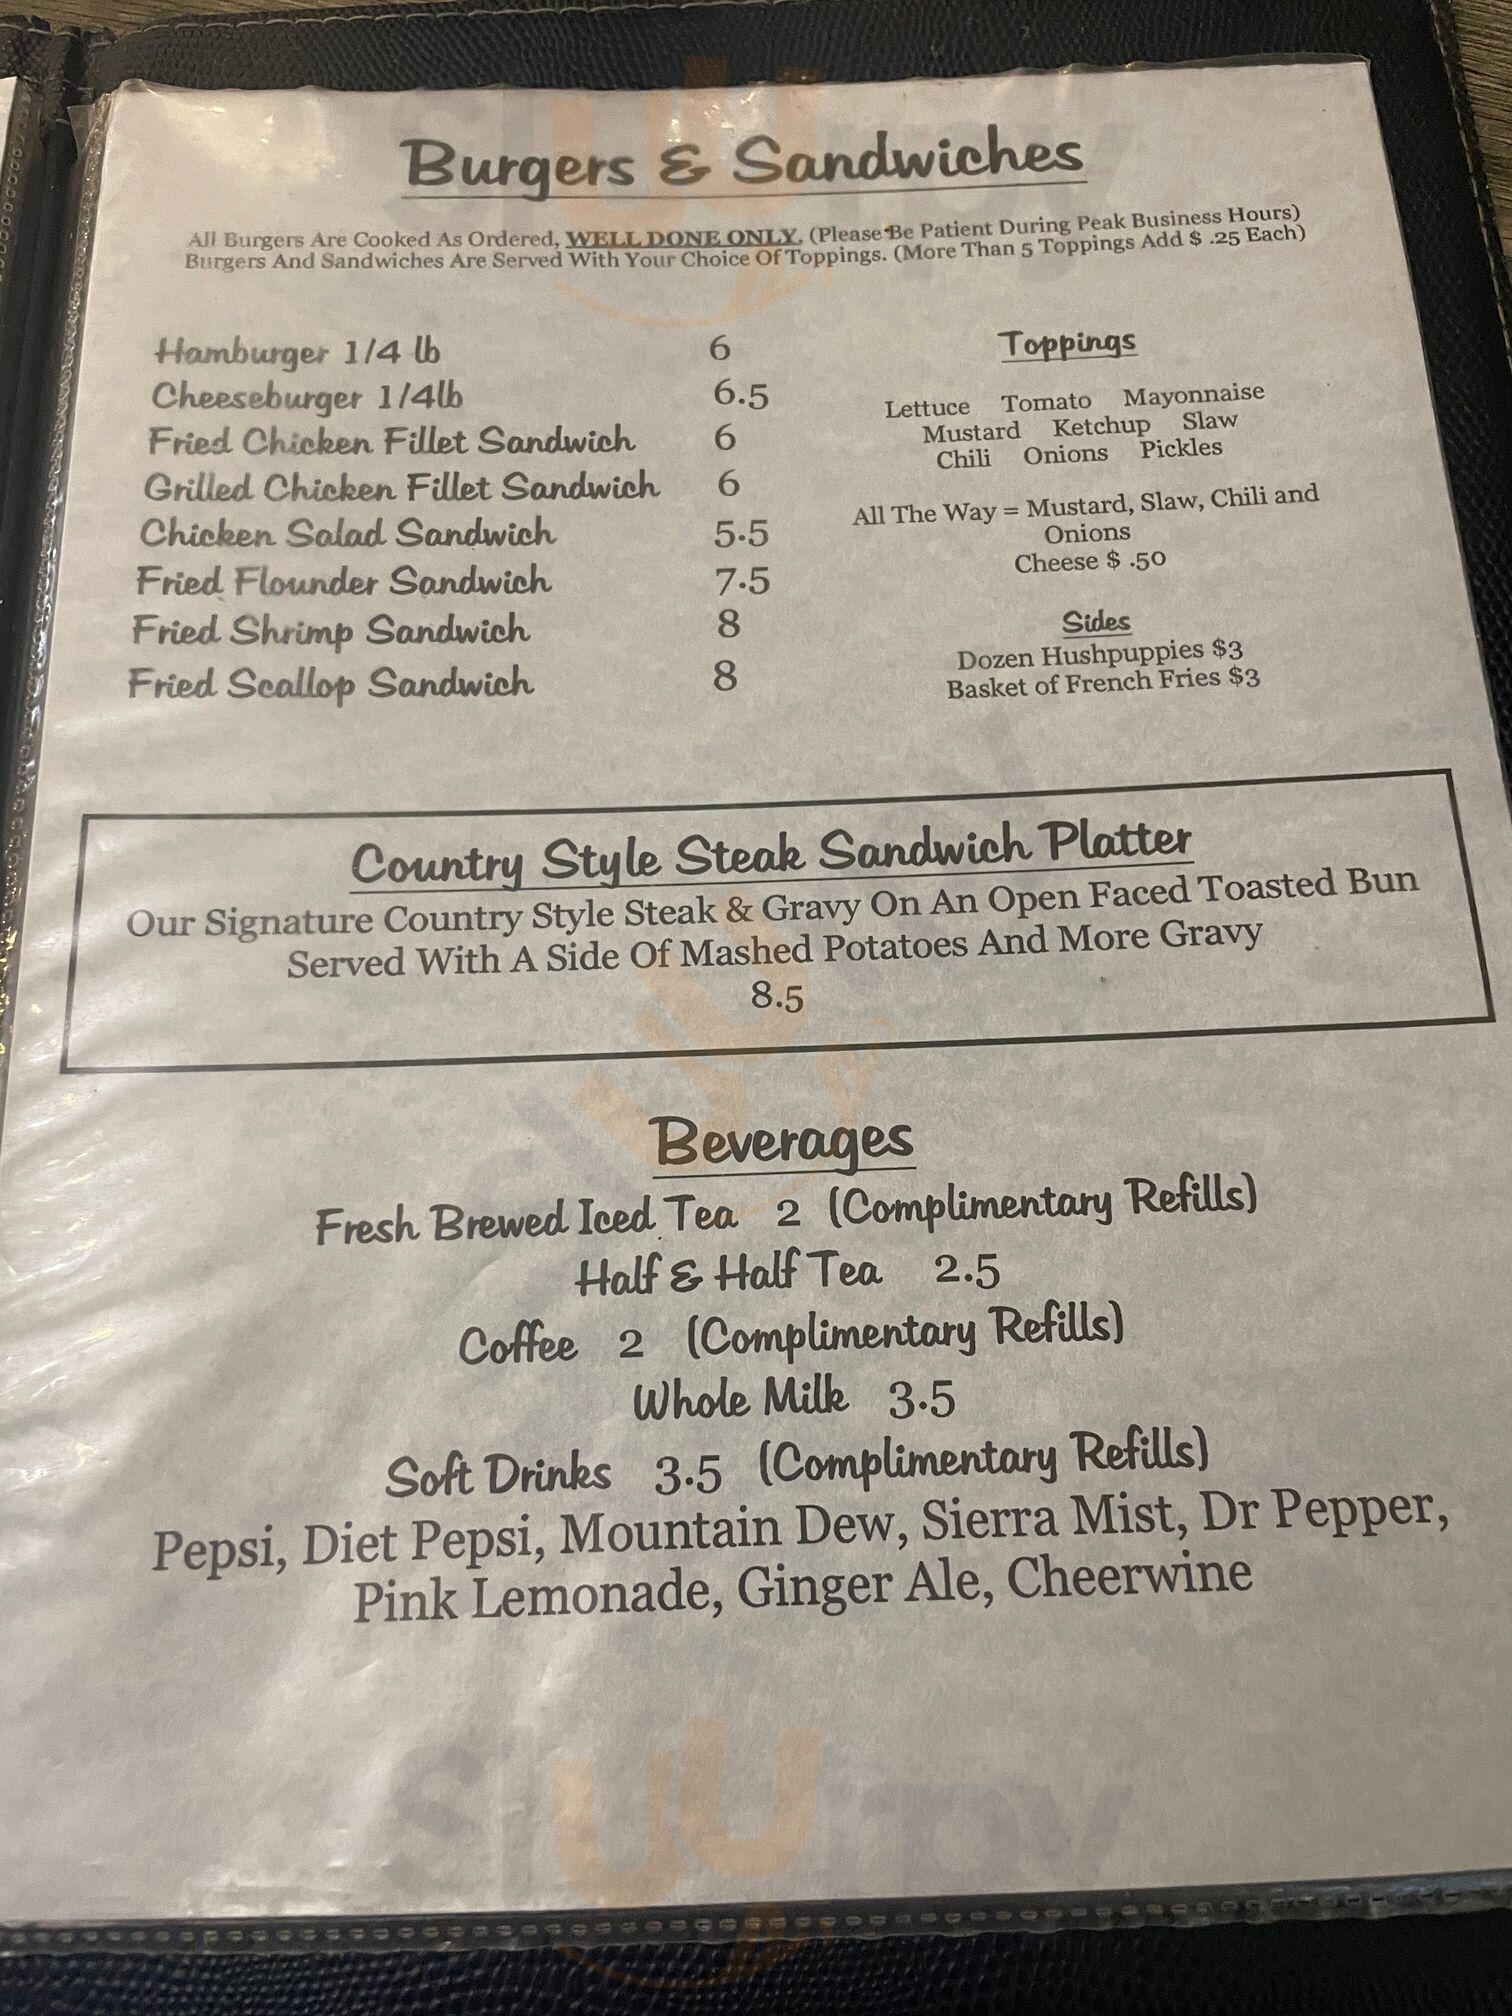 Burgers & Sandwiches
All Burgers Are Cooked As Ordered, WELL DONE ONLY. (Please Be Patient During Peak Business Hours)
Burgers And Sandwiches Are Served With Your Choice Of Toppings. (More Than 5 Toppings Add $ .25 Each)
Hamburger 1/4 lb 6
Cheeseburger 1/4lb 6.5
Fried Chicken Fillet Sandwich 6
Grilled Chicken Fillet Sandwich 6
Chicken Salad Sandwich 5.5
Fried Flounder Sandwich 7.5
Fried Shrimp Sandwich 8
Fried Scallop Sandwich 8
Toppings
Lettuce Tomato Mayonnaise
Mustard Ketchup Slaw
Chili Onions Pickles
All The Way = Mustard, Slaw, Chili and
Onions
Cheese $ .50
Sides
Dozen Hushpuppies $3
Basket of French Fries $3
Country Style Steak Sandwich Platter
Our Signature Country Style Steak & Gravy On An Open Faced Toasted Bun
Served With A Side Of Mashed Potatoes And More Gravy
8.5
Beverages
Fresh Brewed Iced Tea 2 (Complimentary Refills)
Half & Half Tea 2.5
Coffee 2 (Complimentary Refills)
Whole Milk 3.5
Soft Drinks 3.5 (Complimentary Refills)
Pepsi, Diet Pepsi, Mountain Dew, Sierra Mist, Dr Pepper,
Pink Lemonade, Ginger Ale, Cheerwine